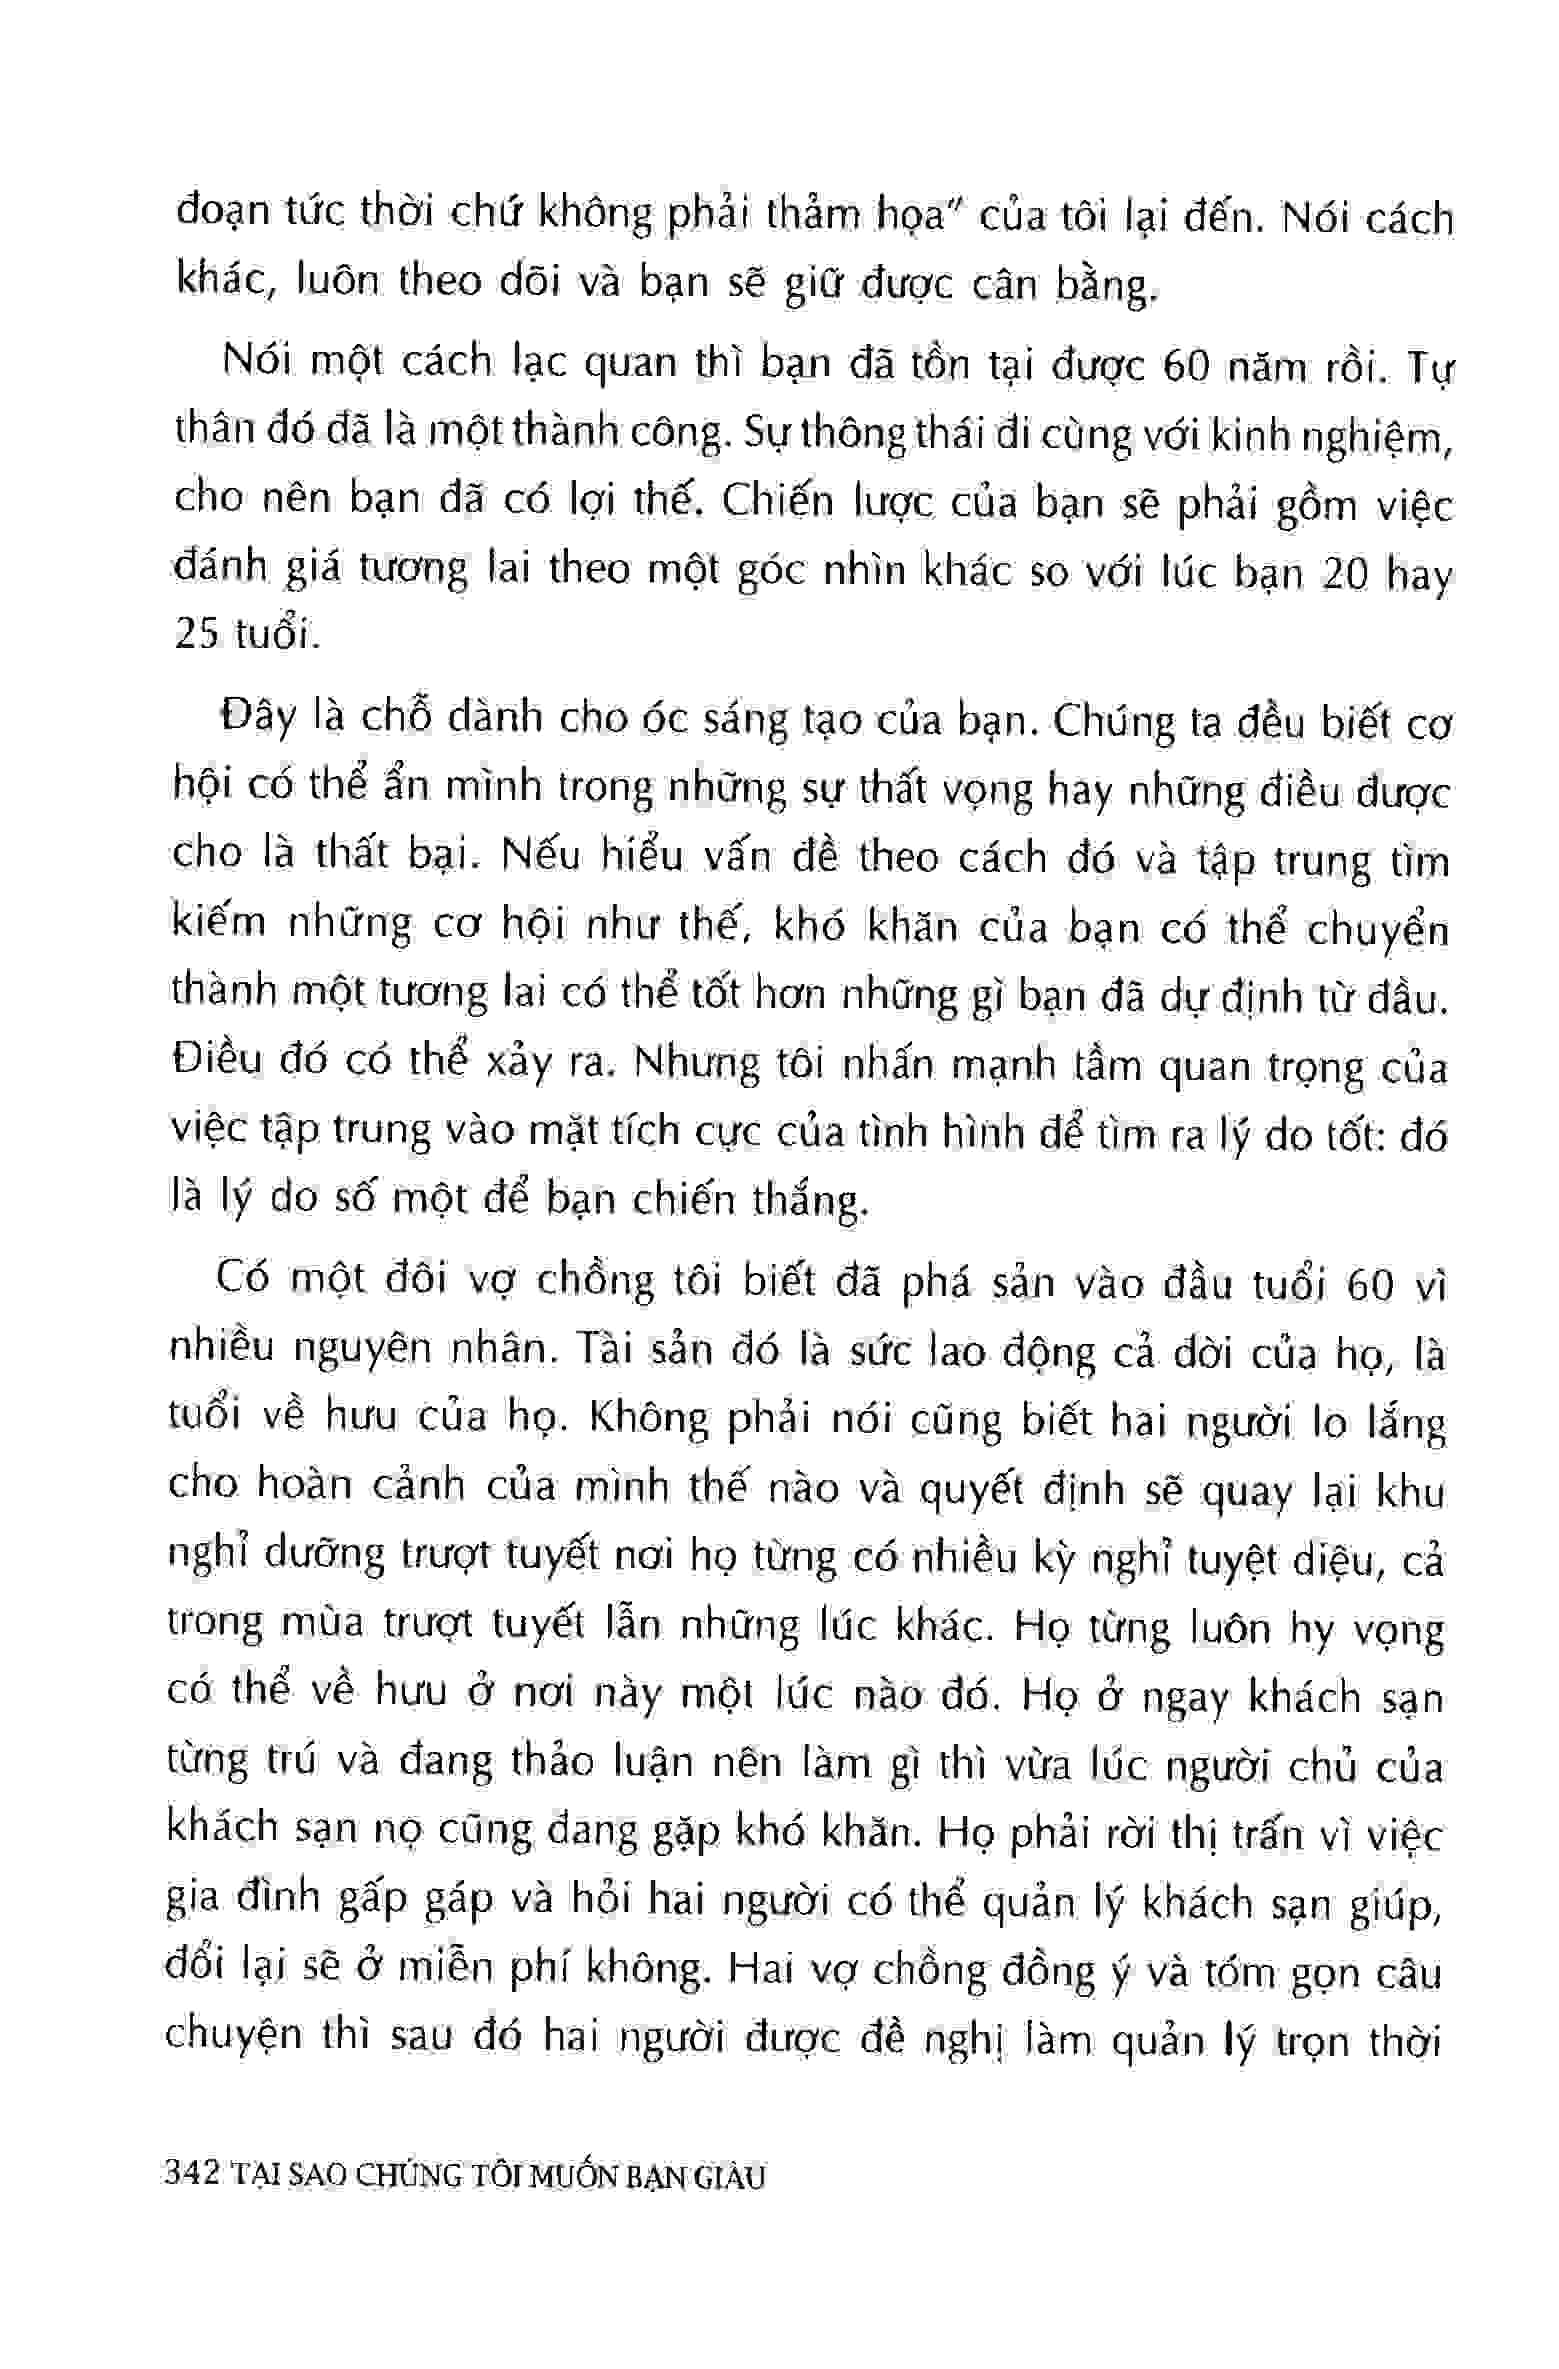 đoạn tức thời chứ không phải thảm họa" của tôi lại đến. Nói cách
khác, luôn theo dõi và bạn sẽ giữ được cân bằng.
Nói một cách lạc quan thì bạn đã tồn tại được 60 năm rồi. Tự
thân đó đã là một thành công. Sự thông thái đi cùng với kinh nghiệm,
cho nên bạn đã có lợi thế. Chiến lược của bạn sẽ phải gồm việc
đánh giá tương lai theo một góc nhìn khác so với lúc bạn 20 hay
25 tuổi.
Đây là chỗ dành cho óc sáng tạo của bạn. Chúng ta đều biết cơ
hội có thể ẩn mình trong những sự thất vọng hay những điều được
cho là thất bại. Nếu hiểu vấn đề theo cách đó và tập trung tìm
kiếm những cơ hội như thế, khó khăn của bạn có thể chuyển
thành một tương lai có thể tốt hơn những gì bạn đã dự định từ đầu.
Điều đó có thể xảy ra. Nhưng tôi nhấn mạnh tầm quan trọng của
việc tập trung vào mặt tích cực của tình hình để tìm ra lý do tốt: đó
là lý do số một để bạn chiến thắng.
Có một đôi vợ chồng tôi biết đã phá sản vào đầu tuổi 60 vì
nhiều nguyên nhân. Tài sản đó là sức lao động cả đời của họ, là
tuổi về hưu của họ. Không phải nói cũng biết hai người lo lắng
cho hoàn cảnh của mình thế nào và quyết định sẽ quay lại khu
nghỉ dưỡng trượt tuyết nơi họ từng có nhiều kỳ nghỉ tuyệt diệu, cả
trong mùa trượt tuyết lẫn những lúc khác. Họ từng luôn hy vọng
có thể về hưu ở nơi này một lúc nào đó. Họ ở ngay khách sạn
từng trú và đang thảo luận nên làm gì thì vừa lúc người chủ của
khách sạn nọ cũng đang gặp khó khăn. Họ phải rời thị trấn vì việc
gia đình gấp gáp và hỏi hai người có thể quản lý khách sạn giúp,
đổi lại sẽ ở miễn phí không. Hai vợ chồng đồng ý và tóm gọn câu
chuyện thì sau đó hai người được đề nghị làm quản lý trọn thời
342 TẠI SAO CHÚNG TÔI MUỐN BẠN GIÀU